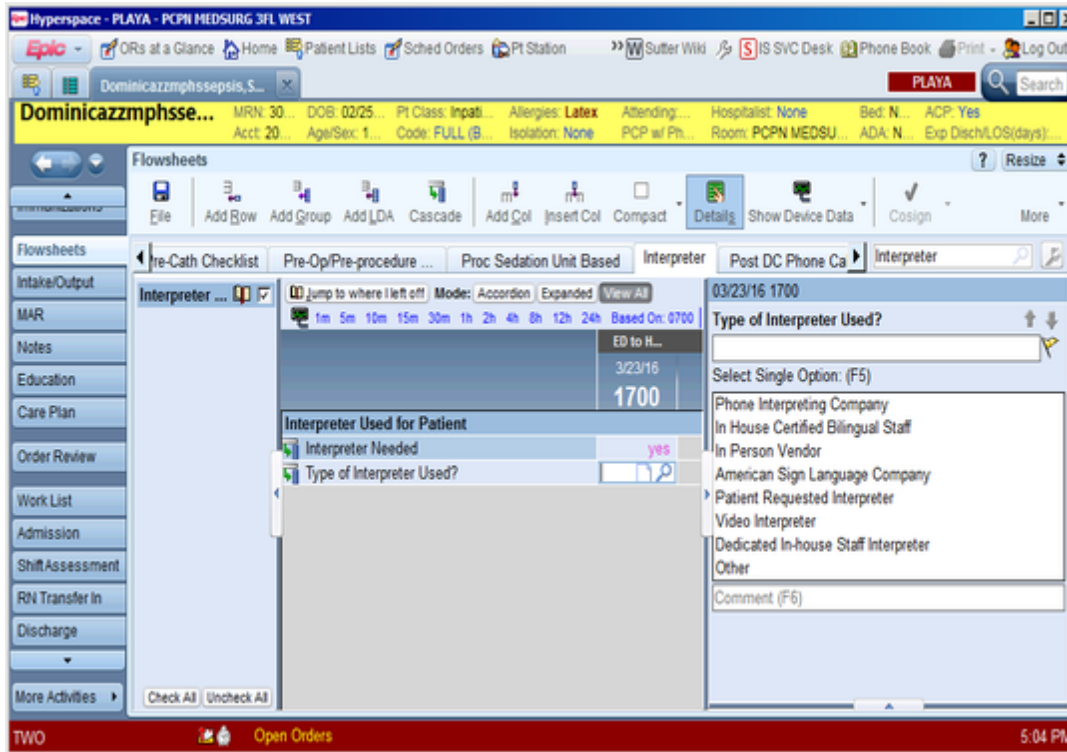 Hyperspace - PLAYA - PCPN MEDSURG 3FL WEST
Epic ORs at a Glance Home Patient Lists Sched Orders Pt Station Sutter Wiki IS SVC Desk Phone Book Print Log Out
Dominicazzmphssepsis,S... PLAYA Search
Dominicazzmphsse... MRN: 30... DOB: 02/25... Pt Class: Inpati... Allergies: Latex Attending:... Hospitalist: None Bed: N... ACP: Yes
Acct: 20... Age/Sex: 1... Code: FULL (B... Isolation: None PCP w/ Ph... Room: PCPN MEDSU... ADA: N... Exp Disch/LOS(days):...
Flowsheets ? Resize
File Add Row Add Group Add LDA Cascade Add Col Insert Col Compact Details Show Device Data Cosign More
re-Cath Checklist Pre-Op/Pre-procedure ... Proc Sedation Unit Based Interpreter Post DC Phone Ca Interpreter
Flowsheets
Intake/Output
MAR
Notes
Education
Care Plan
Order Review
Work List
Admission
Shift Assessment
RN Transfer In
Discharge
More Activities
Interpreter ...
Check All Uncheck All
Jump to where I left off Mode: Accordion Expanded View All
1m 5m 10m 15m 30m 1h 2h 4h 8h 12h 24h Based On: 0700
ED to H...
3/23/16
1700
Interpreter Used for Patient
Interpreter Needed yes
Type of Interpreter Used?
03/23/16 1700
Type of Interpreter Used?
Select Single Option: (F5)
Phone Interpreting Company
In House Certified Bilingual Staff
In Person Vendor
American Sign Language Company
Patient Requested Interpreter
Video Interpreter
Dedicated In-house Staff Interpreter
Other
Comment (F6)
TWO Open Orders 5:04 PM